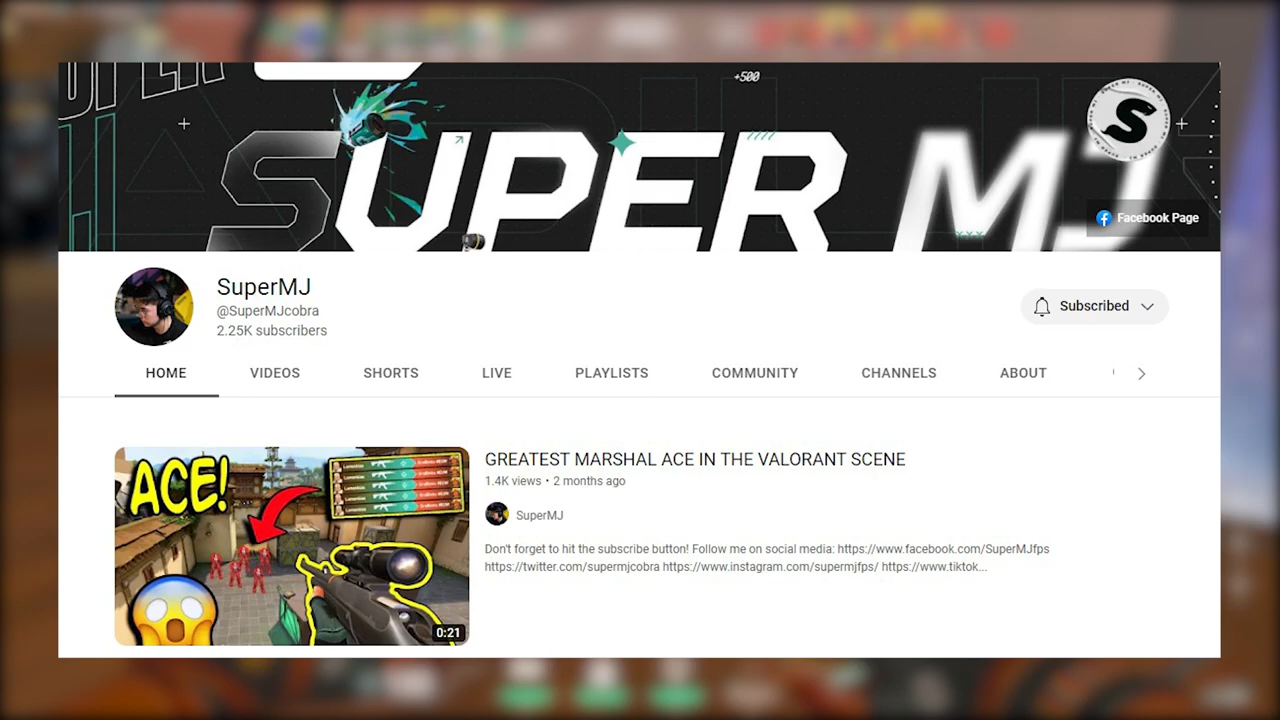 +500
SUPER MJ
S
Facebook Page
SuperMJ
@SuperMJcobra
2.25K subscribers
Subscribed
HOME VIDEOS SHORTS LIVE PLAYLISTS COMMUNITY CHANNELS ABOUT
ACE!
0:21
GREATEST MARSHAL ACE IN THE VALORANT SCENE
1.4K views • 2 months ago
SuperMJ
Don't forget to hit the subscribe button! Follow me on social media: https://www.facebook.com/SuperMJfps
https://twitter.com/supermjcobra https://www.instagram.com/supermjfps/ https://www.tiktok...